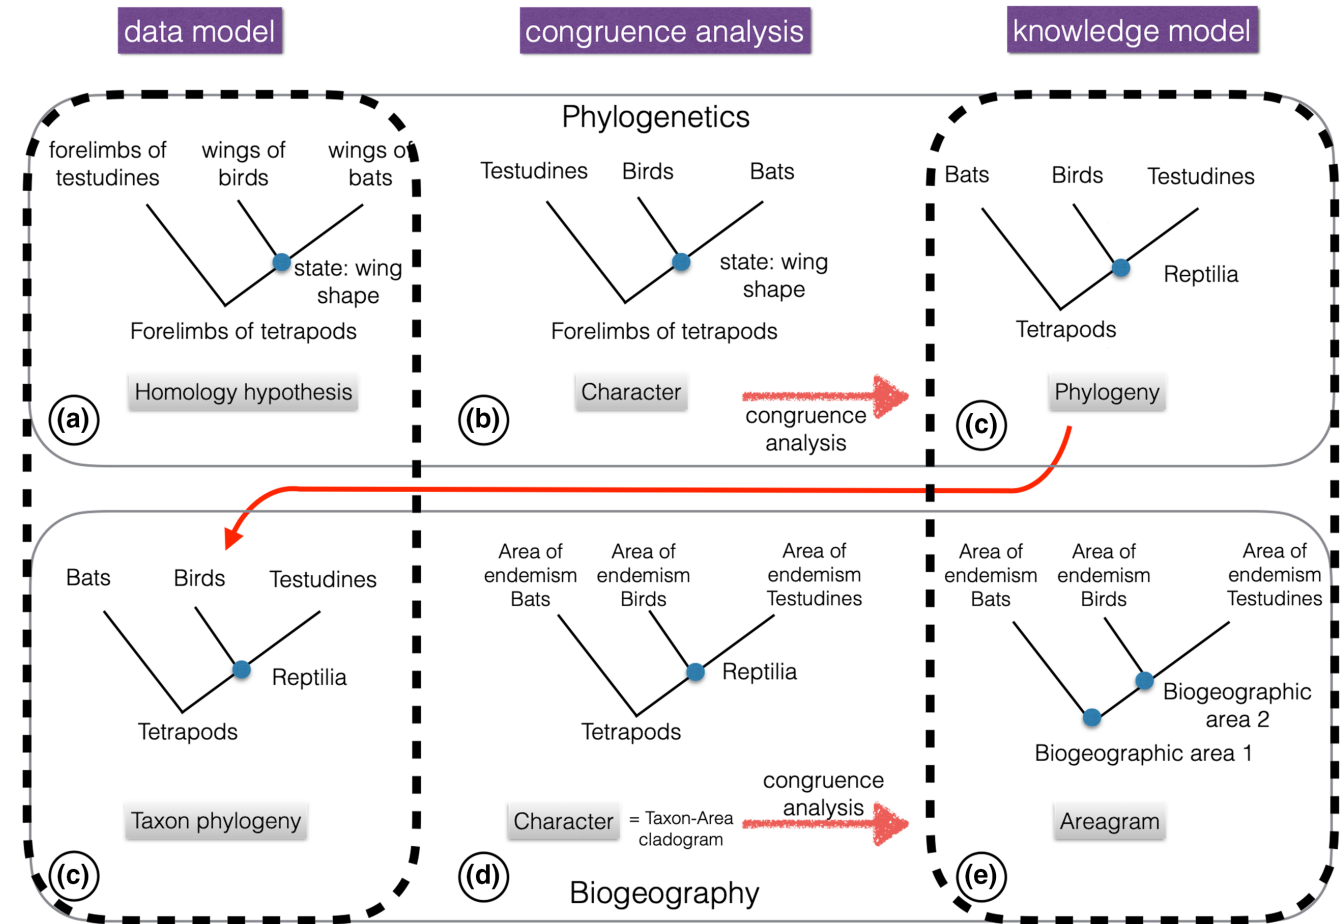 data model
congruence analysis
knowledge model
Phylogenetics
forelimbs of
testudines
wings of
birds
wings of
bats
state: wing
shape
Forelimbs of tetrapods
Homology hypothesis
(a)
Testudines
Birds
Bats
state: wing
shape
Forelimbs of tetrapods
Character
(b)
congruence
analysis
Bats
Birds
Testudines
Reptilia
Tetrapods
Phylogeny
(c)
Bats
Birds
Testudines
Reptilia
Tetrapods
Taxon phylogeny
(c)
Area of
endemism
Bats
Area of
endemism
Birds
Area of
endemism
Testudines
Reptilia
Tetrapods
Character
= Taxon-Area
cladogram
(d)
congruence
analysis
Biogeography
Area of
endemism
Bats
Area of
endemism
Birds
Area of
endemism
Testudines
Biogeographic
area 2
Biogeographic area 1
Areagram
(e)